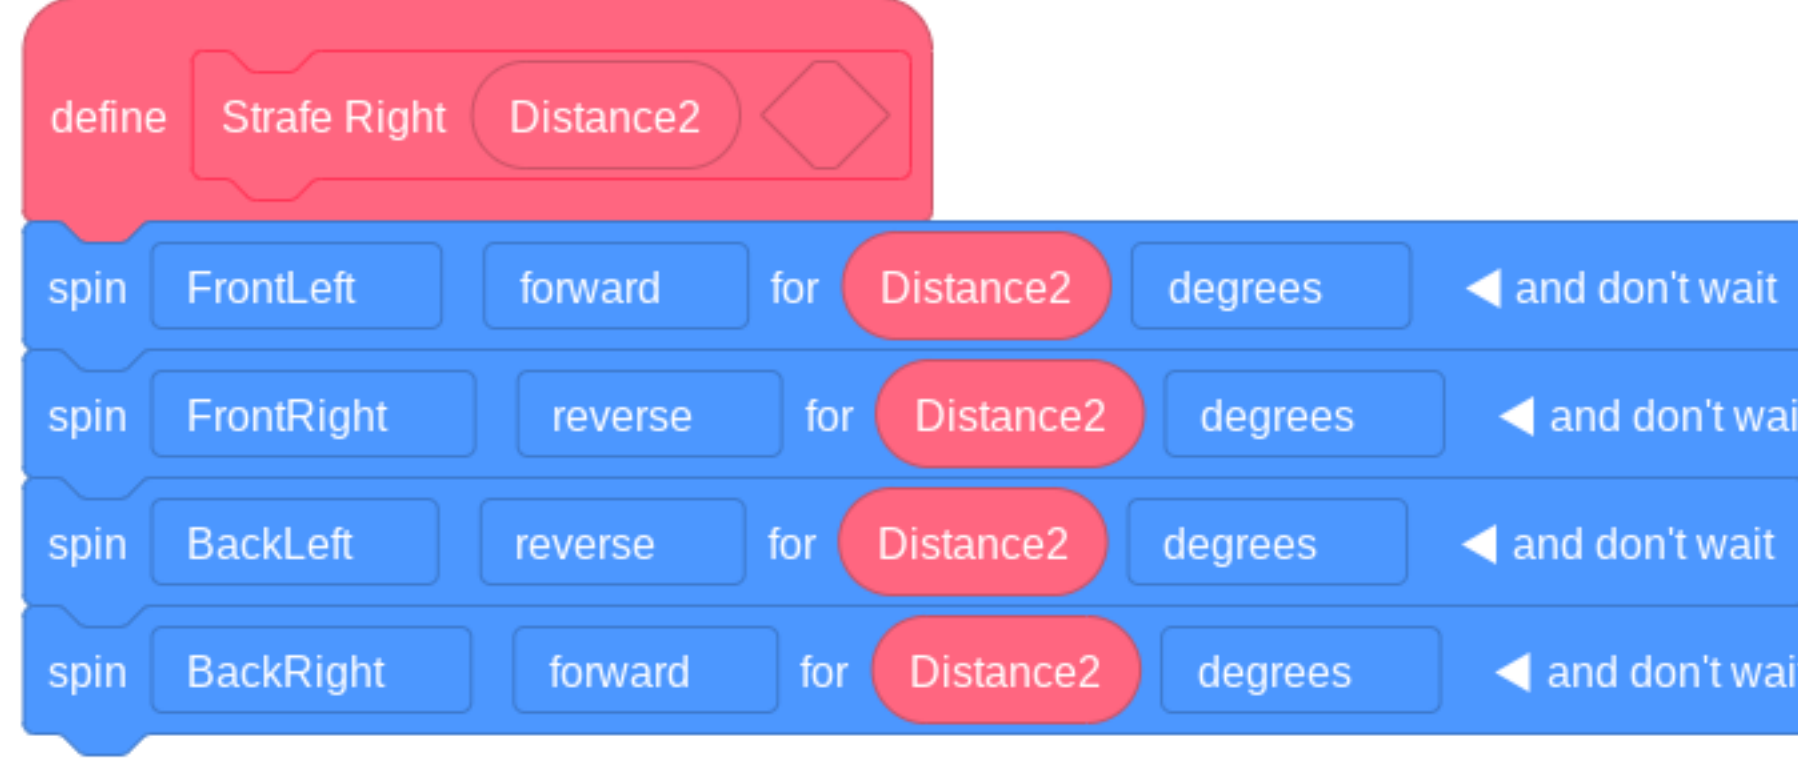 define Strafe Right Distance2
spin FrontLeft forward for Distance2 degrees and don't wait
spin FrontRight reverse for Distance2 degrees and don't wai
spin BackLeft reverse for Distance2 degrees and don't wait
spin BackRight forward for Distance2 degrees and don't wai